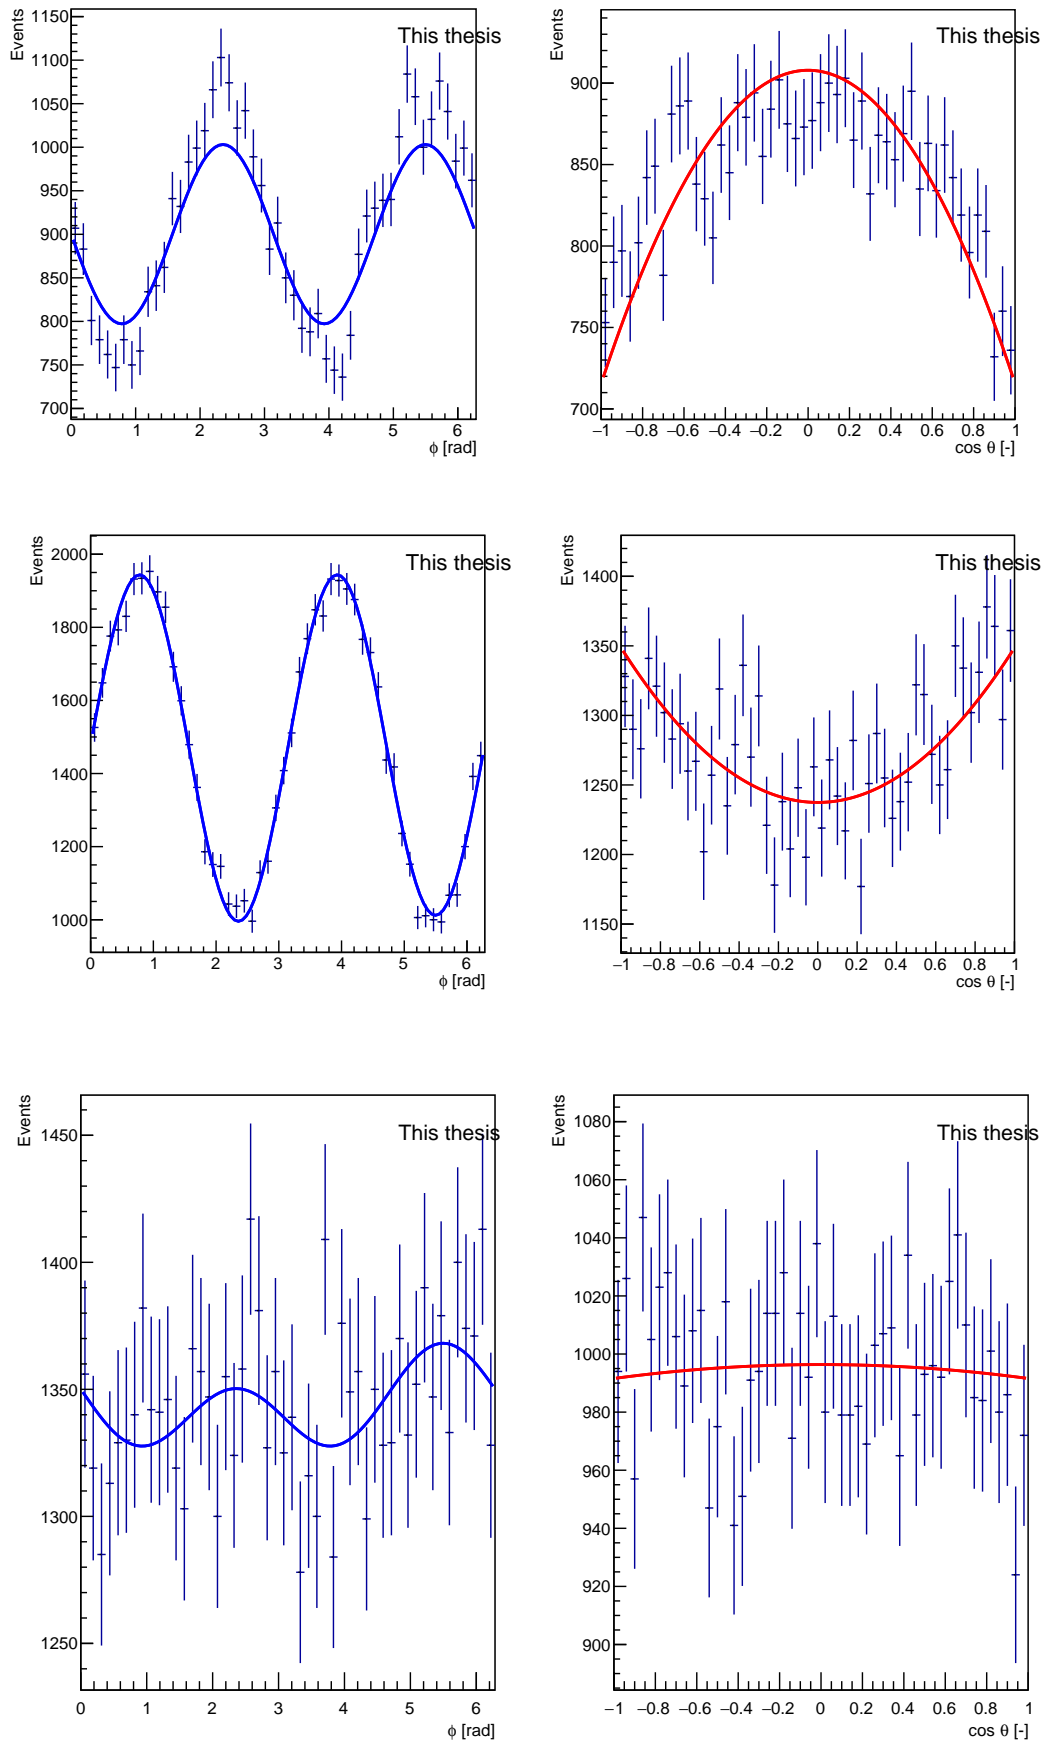 Events
This thesis
1150
1100
1050
1000
950
900
850
800
750
700
0 1 2 3 4 5 6
ϕ [rad]
Events
This thesis
900
850
800
750
700
−1 −0.8 −0.6 −0.4 −0.2 0 0.2 0.4 0.6 0.8 1
cos θ [-]
Events
This thesis
2000
1800
1600
1400
1200
1000
0 1 2 3 4 5 6
ϕ [rad]
Events
This thesis
1400
1350
1300
1250
1200
1150
−1 −0.8 −0.6 −0.4 −0.2 0 0.2 0.4 0.6 0.8 1
cos θ [-]
Events
This thesis
1450
1400
1350
1300
1250
0 1 2 3 4 5 6
ϕ [rad]
Events
This thesis
1080
1060
1040
1020
1000
980
960
940
920
900
−1 −0.8 −0.6 −0.4 −0.2 0 0.2 0.4 0.6 0.8 1
cos θ [-]